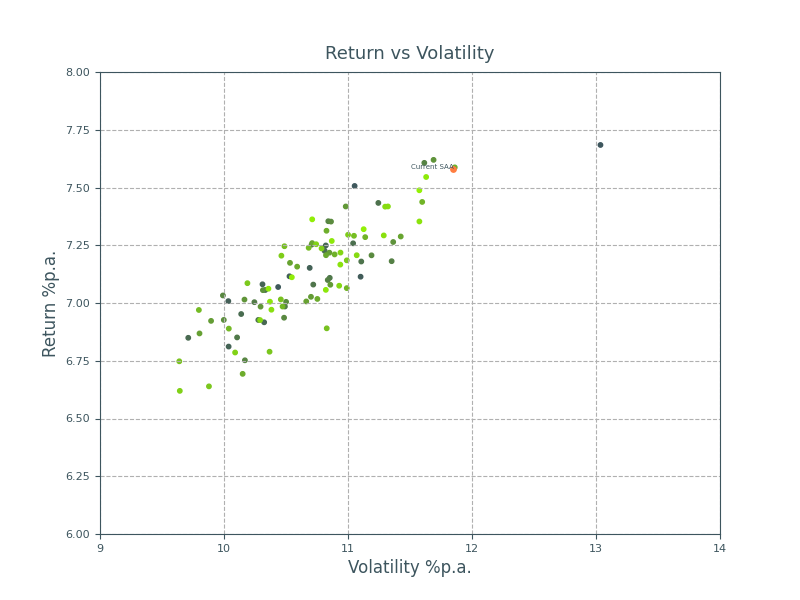 Return vs Volatility
8.00
7.75
7.50
7.25
7.00
6.75
6.50
6.25
6.00
Return %p.a.
Current SAA
9 10 11 12 13 14
Volatility %p.a.